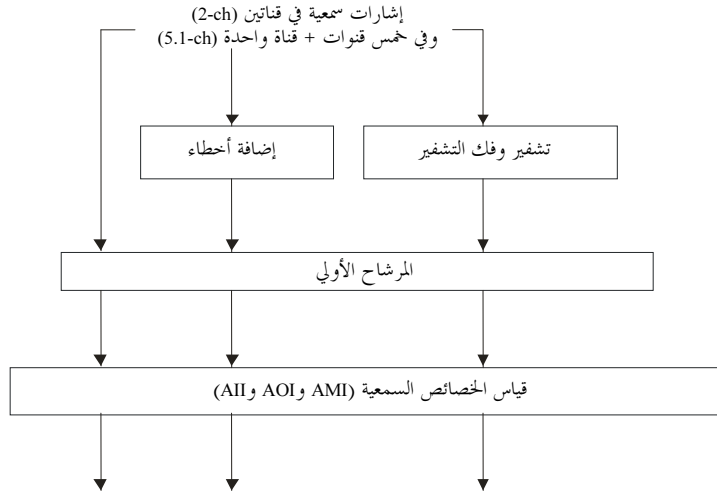 إشارات سمعية في قناتين (2-ch)
وفي خمس قنوات + قناة واحدة (5.1-ch)
إضافة أخطاء
تشفير وفك التشفير
المرشاح الأولي
قياس الخصائص السمعية (AMI وAOI وAII)